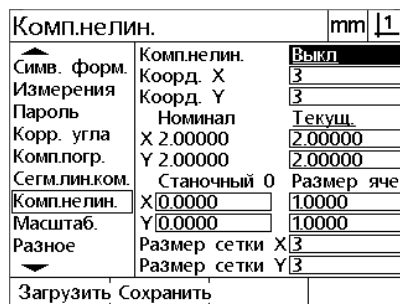 Комп.нелин. mm 1
Симв. форм.
Измерения
Пароль
Корр. угла
Комп.погр.
Сегм.лин.ком.
Комп.нелин.
Масштаб.
Разное
Комп.нелин. Выкл
Коорд. X 3
Коорд. Y 3
Номинал Текущ.
X 2.00000 2.00000
Y 2.00000 2.00000
Станочный 0 Размер яче
X 0.0000 1.0000
Y 0.0000 1.0000
Размер сетки X 3
Размер сетки Y 3
Загрузить Сохранить